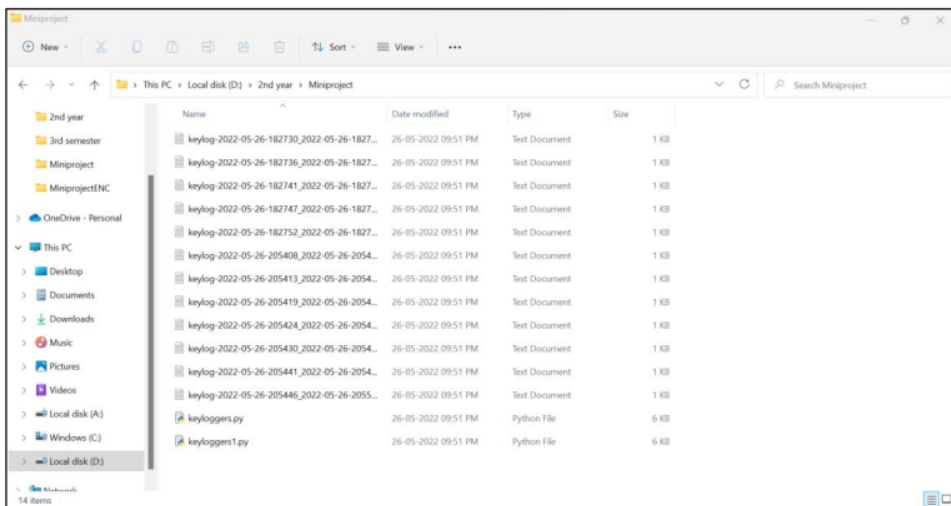 Miniproject
New Sort View ...
This PC > Local disk (D:) > 2nd year > Miniproject Search Miniproject
Name Date modified Type Size
2nd year
3rd semester
Miniproject
MiniprojectENC
OneDrive - Personal
This PC
Desktop
Documents
Downloads
Music
Pictures
Videos
Local disk (A:)
Windows (C:)
Local disk (D:)
Network
keylog-2022-05-26-182730_2022-05-26-1827... 26-05-2022 09:51 PM Text Document 1 KB
keylog-2022-05-26-182736_2022-05-26-1827... 26-05-2022 09:51 PM Text Document 1 KB
keylog-2022-05-26-182741_2022-05-26-1827... 26-05-2022 09:51 PM Text Document 1 KB
keylog-2022-05-26-182747_2022-05-26-1827... 26-05-2022 09:51 PM Text Document 1 KB
keylog-2022-05-26-182752_2022-05-26-1827... 26-05-2022 09:51 PM Text Document 1 KB
keylog-2022-05-26-205408_2022-05-26-2054... 26-05-2022 09:51 PM Text Document 1 KB
keylog-2022-05-26-205413_2022-05-26-2054... 26-05-2022 09:51 PM Text Document 1 KB
keylog-2022-05-26-205419_2022-05-26-2054... 26-05-2022 09:51 PM Text Document 1 KB
keylog-2022-05-26-205424_2022-05-26-2054... 26-05-2022 09:51 PM Text Document 1 KB
keylog-2022-05-26-205430_2022-05-26-2054... 26-05-2022 09:51 PM Text Document 1 KB
keylog-2022-05-26-205441_2022-05-26-2054... 26-05-2022 09:51 PM Text Document 1 KB
keylog-2022-05-26-205446_2022-05-26-2055... 26-05-2022 09:51 PM Text Document 1 KB
keyloggers.py 26-05-2022 09:51 PM Python File 6 KB
keyloggers1.py 26-05-2022 09:51 PM Python File 6 KB
14 items